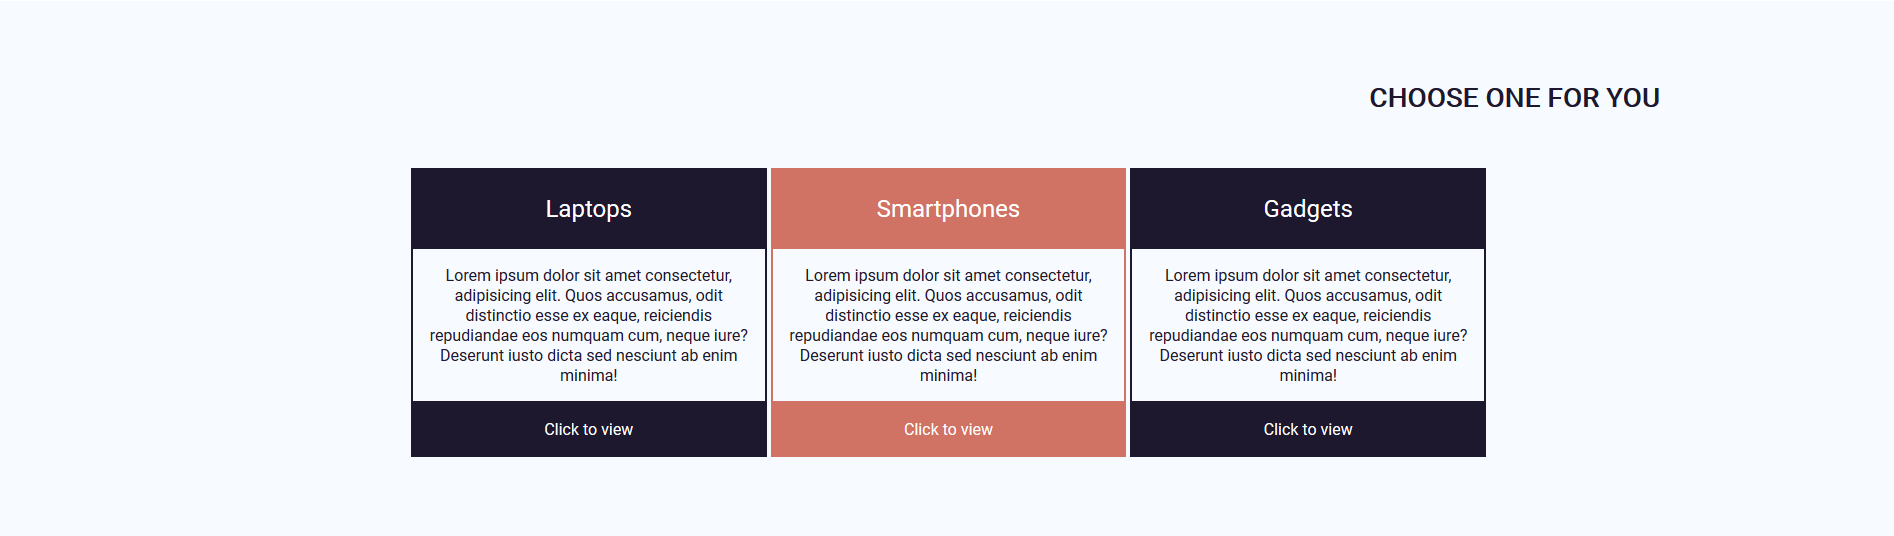 CHOOSE ONE FOR YOU
Laptops
Lorem ipsum dolor sit amet consectetur,
adipisicing elit. Quos accusamus, odit
distinctio esse ex eaque, reiciendis
repudiandae eos numquam cum, neque iure?
Deserunt iusto dicta sed nesciunt ab enim
minima!
Click to view
Smartphones
Lorem ipsum dolor sit amet consectetur,
adipisicing elit. Quos accusamus, odit
distinctio esse ex eaque, reiciendis
repudiandae eos numquam cum, neque iure?
Deserunt iusto dicta sed nesciunt ab enim
minima!
Click to view
Gadgets
Lorem ipsum dolor sit amet consectetur,
adipisicing elit. Quos accusamus, odit
distinctio esse ex eaque, reiciendis
repudiandae eos numquam cum, neque iure?
Deserunt iusto dicta sed nesciunt ab enim
minima!
Click to view